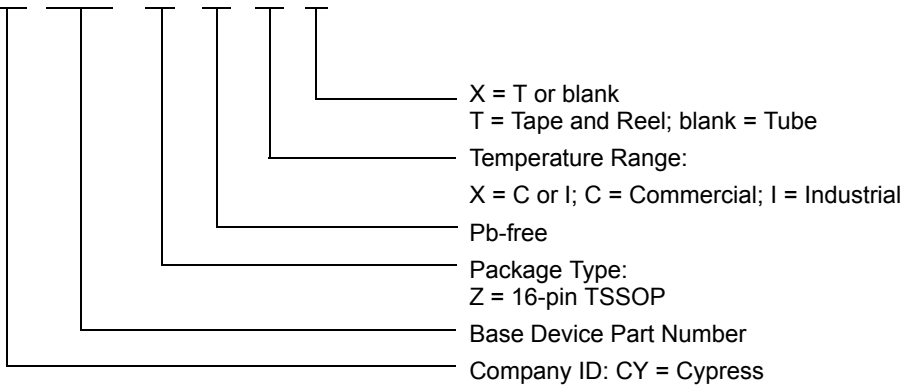 X = T or blank
T = Tape and Reel; blank = Tube
Temperature Range:
X = C or I; C = Commercial; I = Industrial
Pb-free
Package Type:
Z = 16-pin TSSOP
Base Device Part Number
Company ID: CY = Cypress